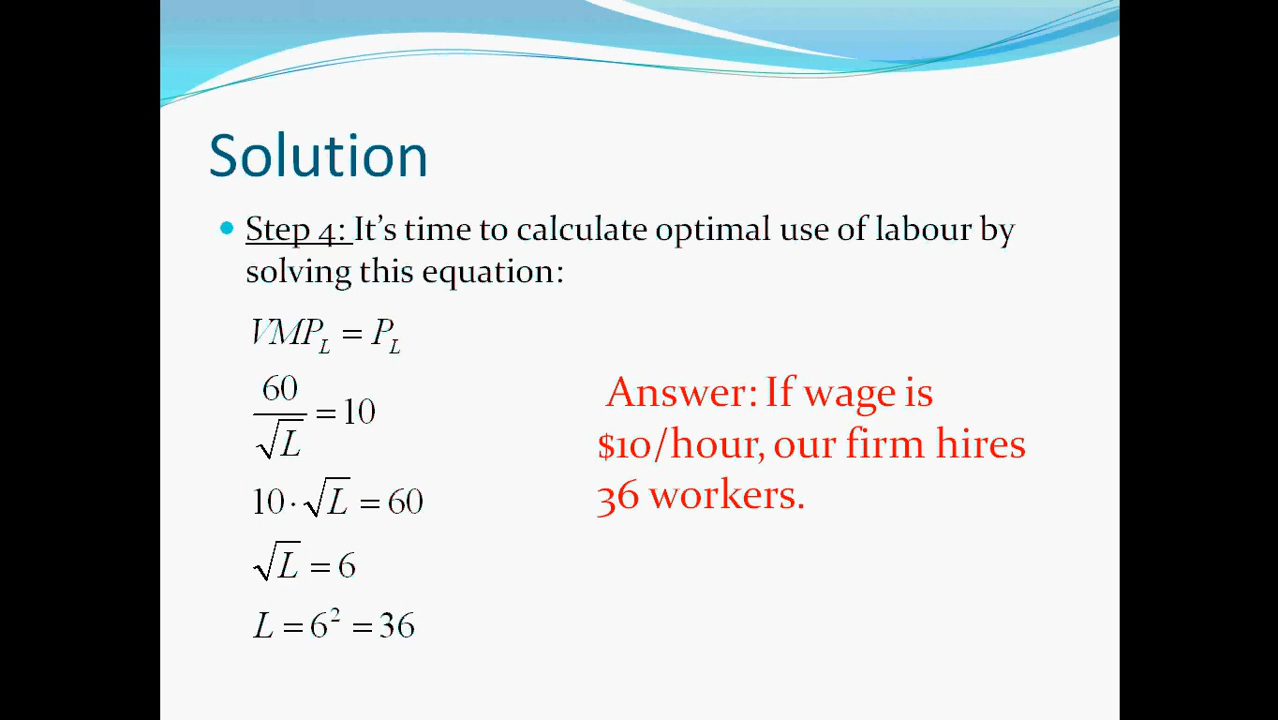 Solution
• Step 4: It's time to calculate optimal use of labour by
solving this equation:
VMP_L = P_L
60/√L = 10
10·√L = 60
√L = 6
L = 6² = 36
Answer: If wage is
$10/hour, our firm hires
36 workers.